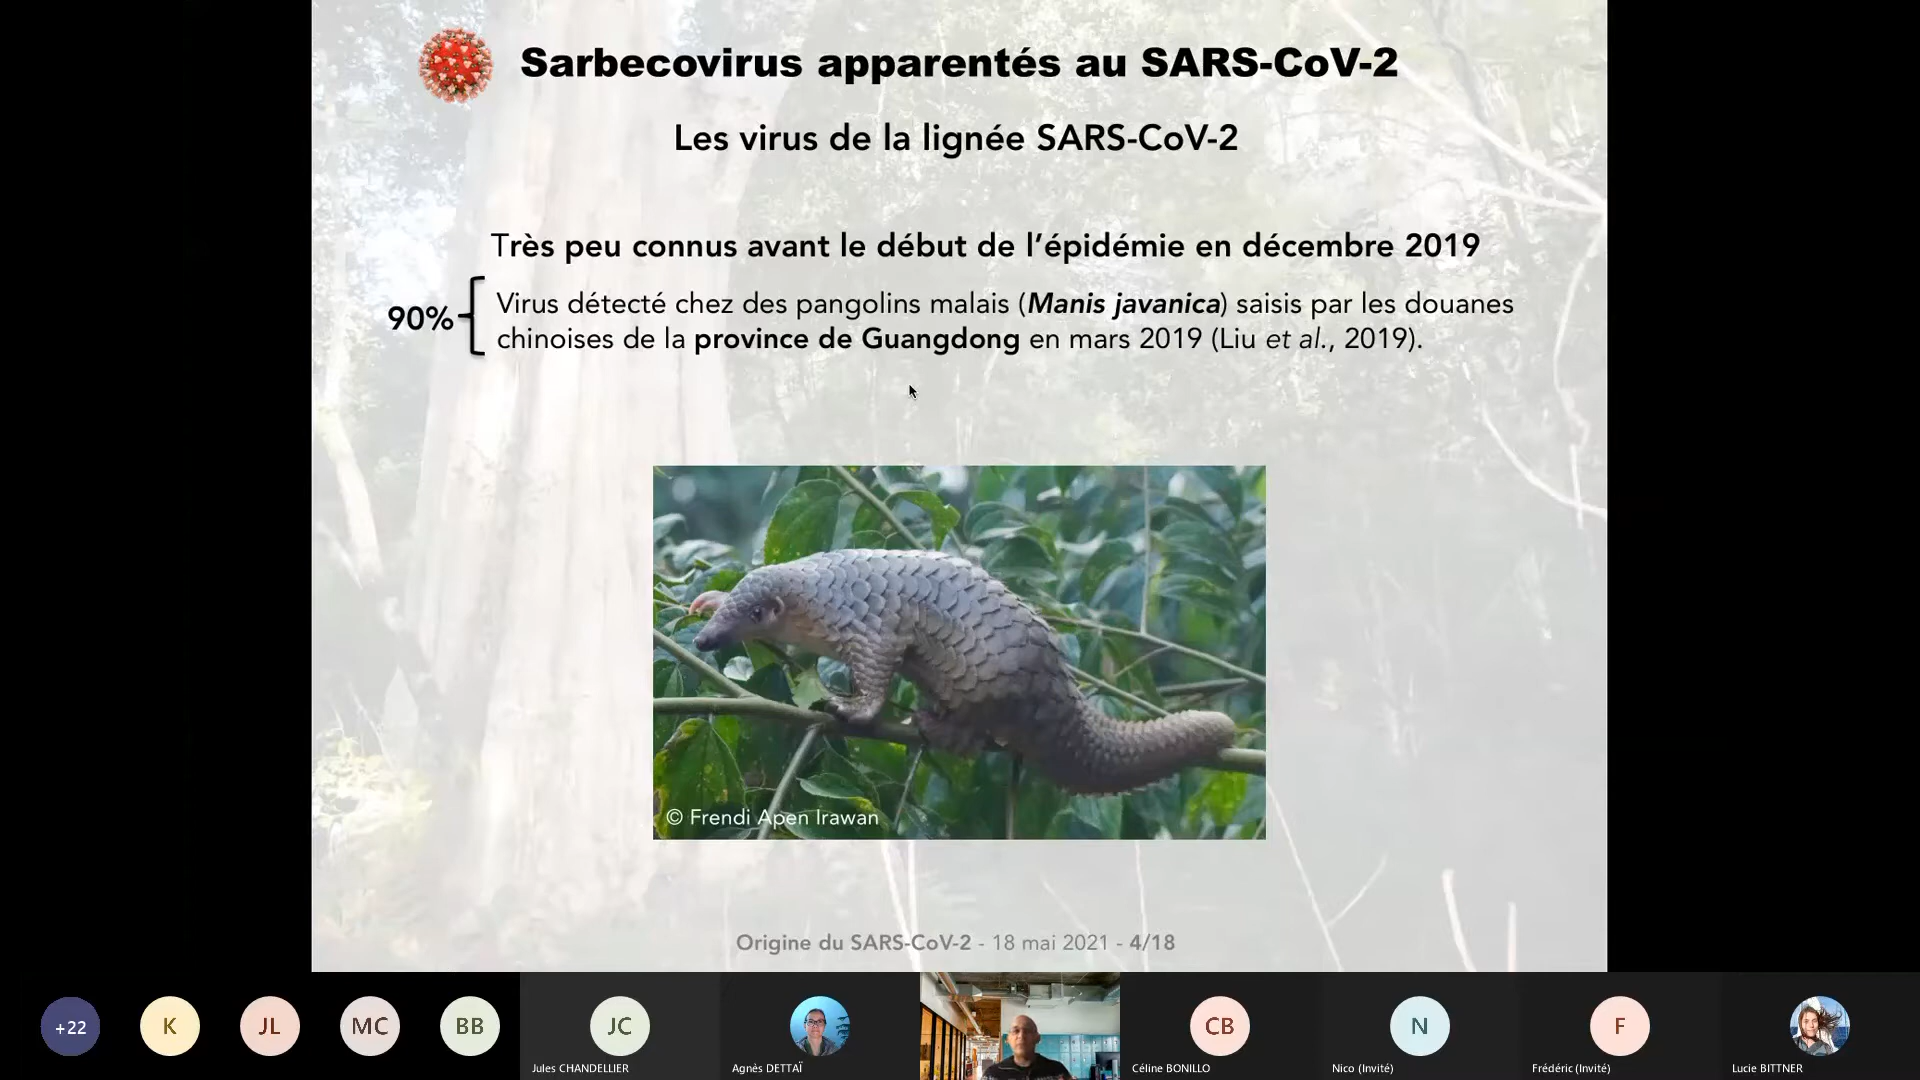 Sarbecovirus apparentés au SARS-CoV-2
Les virus de la lignée SARS-CoV-2
Très peu connus avant le début de l’épidémie en décembre 2019
90%
Virus détecté chez des pangolins malais (Manis javanica) saisis par les douanes
chinoises de la province de Guangdong en mars 2019 (Liu et al., 2019).
© Frendi Apen Irawan
Origine du SARS-CoV-2 - 18 mai 2021 - 4/18
+22
K
JL
MC
BB
JC
CB
N
F
Jules CHANDELLIER
Agnès DETTAÏ
Céline BONILLO
Nico (Invité)
Frédéric (Invité)
Lucie BITTNER